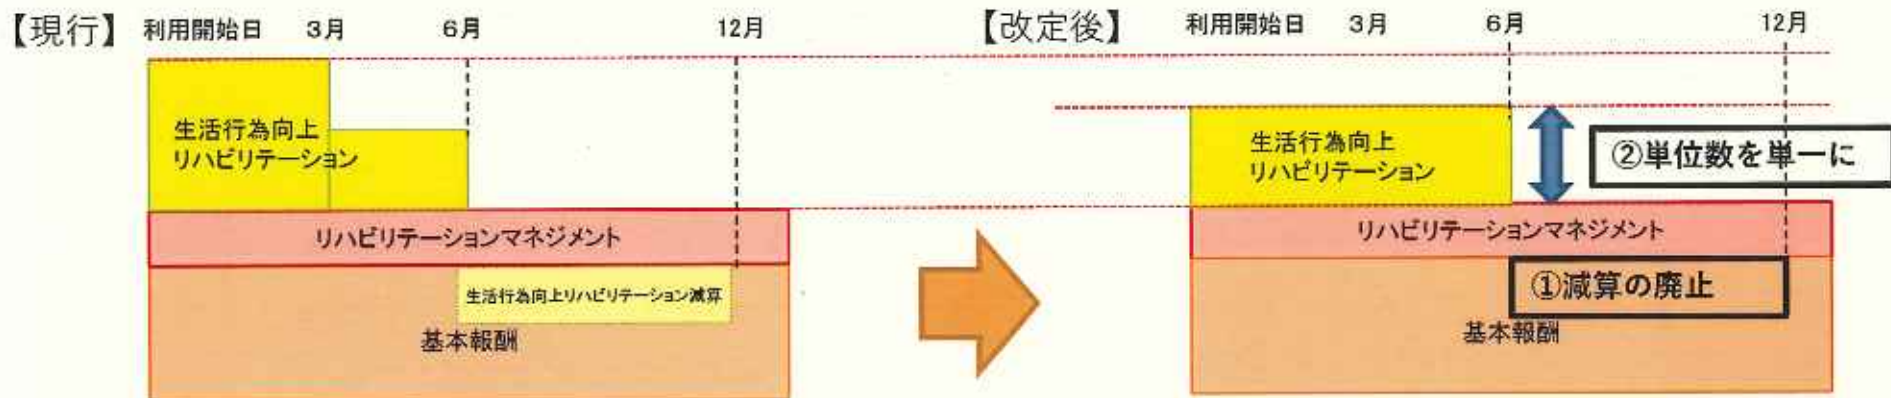 【現行】 利用開始日 3月 6月 12月
生活行為向上
リハビリテーション
リハビリテーションマネジメント
生活行為向上リハビリテーション減算
基本報酬
【改定後】 利用開始日 3月 6月 12月
生活行為向上
リハビリテーション
②単位数を単一に
リハビリテーションマネジメント
①減算の廃止
基本報酬